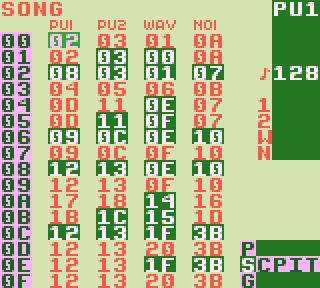 SONG PU1
PU1 PU2 WAV NOI
00 02 03 01 0A
01 02 03 00 0A
02 08 03 01 07 ♪128
03 04 05 06 0B
04 0D 11 0E 07 1
05 0D 11 0F 07 2
06 09 0C 0E 10 W
07 09 0C 0F 10 N
08 12 13 0E 10
09 12 13 0F 10
0A 17 18 14 16
0B 1B 1C 15 1D
0C 12 13 1F 3B
0D 12 13 20 3B P
0E 12 13 1F 3B SCPIT
0F 12 13 20 3B G